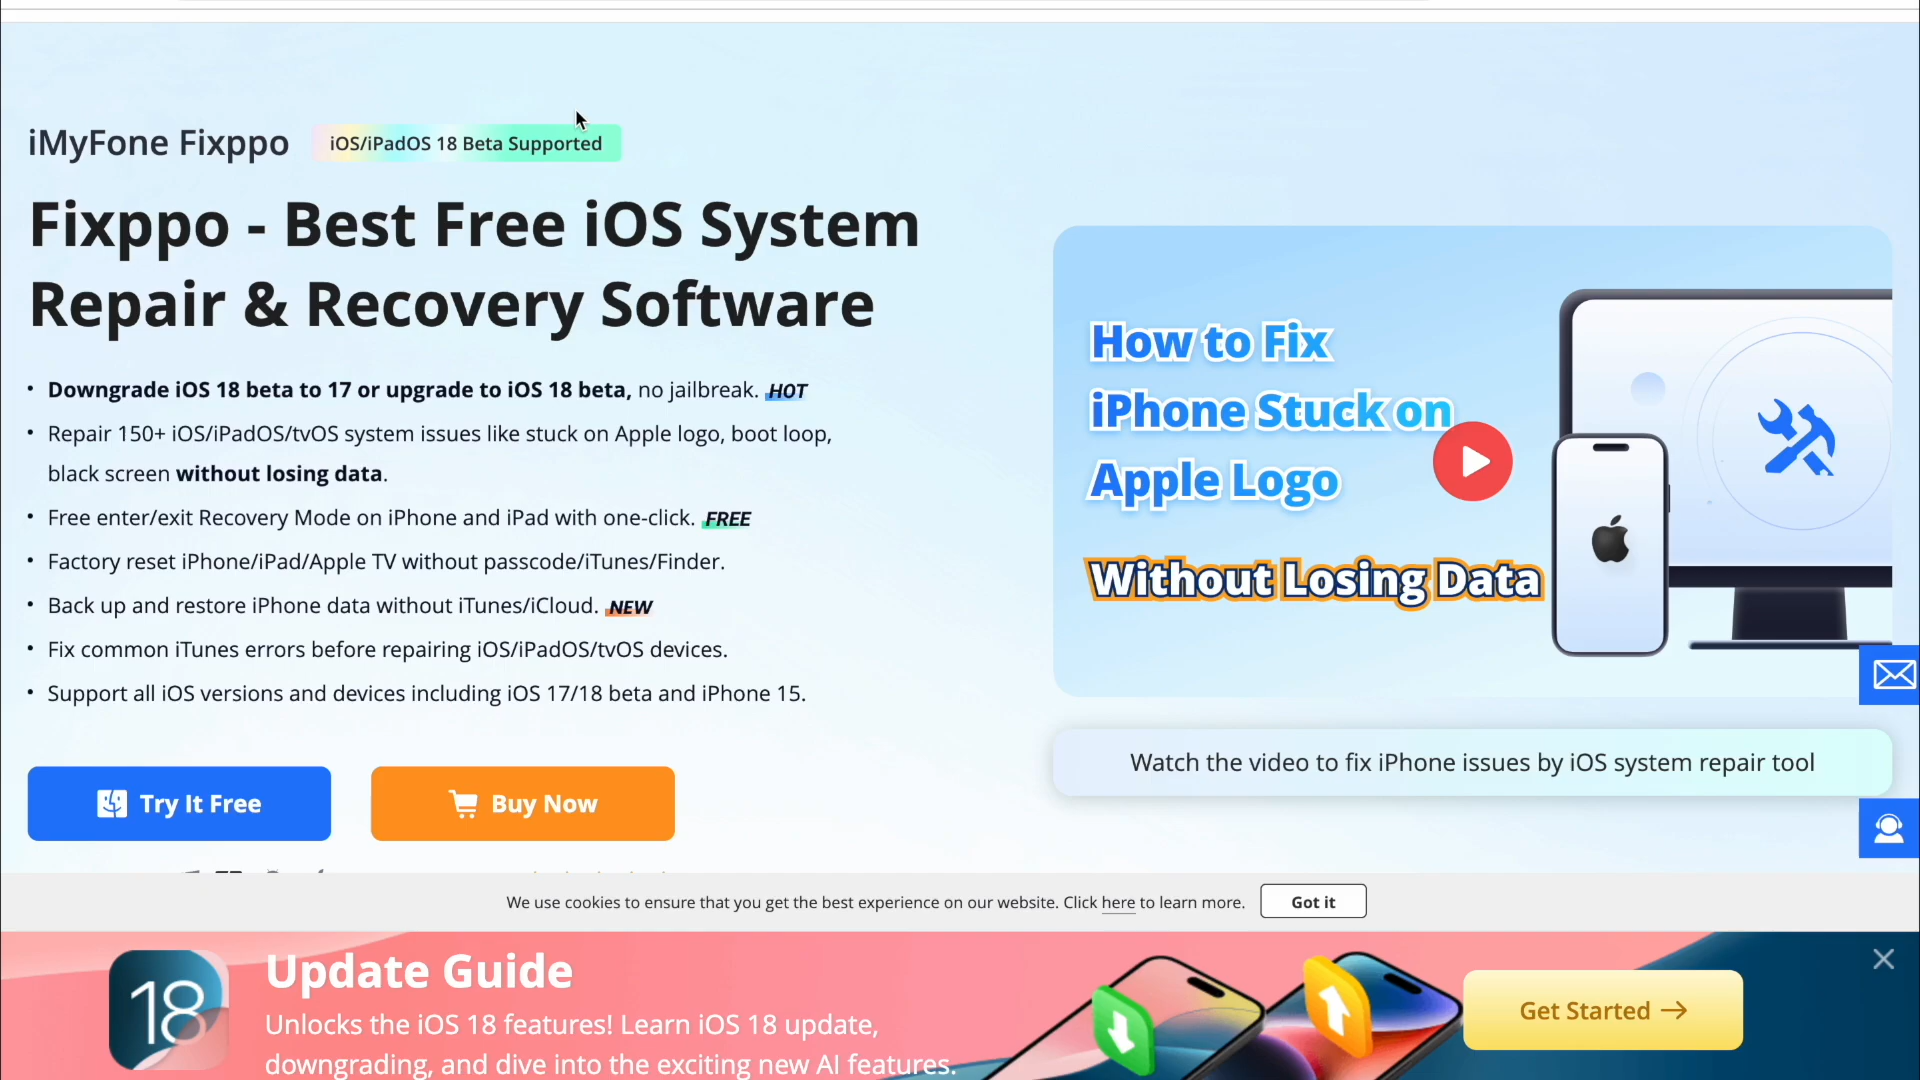 iMyFone Fixppo
iOS/iPadOS 18 Beta Supported
Fixppo - Best Free iOS System
Repair & Recovery Software
• Downgrade iOS 18 beta to 17 or upgrade to iOS 18 beta, no jailbreak. HOT
• Repair 150+ iOS/iPadOS/tvOS system issues like stuck on Apple logo, boot loop,
black screen without losing data.
• Free enter/exit Recovery Mode on iPhone and iPad with one-click. FREE
• Factory reset iPhone/iPad/Apple TV without passcode/iTunes/Finder.
• Back up and restore iPhone data without iTunes/iCloud. NEW
• Fix common iTunes errors before repairing iOS/iPadOS/tvOS devices.
• Support all iOS versions and devices including iOS 17/18 beta and iPhone 15.
Try It Free
Buy Now
How to Fix
iPhone Stuck on
Apple Logo
Without Losing Data
Watch the video to fix iPhone issues by iOS system repair tool
We use cookies to ensure that you get the best experience on our website. Click here to learn more.
Got it
18
Update Guide
Unlocks the iOS 18 features! Learn iOS 18 update,
downgrading, and dive into the exciting new AI features.
Get Started